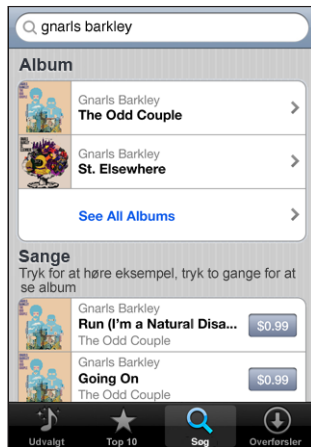 gnarls barkley
Album
Gnarls Barkley
The Odd Couple
Gnarls Barkley
St. Elsewhere
See All Albums
Sange
Tryk for at høre eksempel, tryk to gange for at
se album
Gnarls Barkley
Run (I'm a Natural Disa...
$0.99
The Odd Couple
Gnarls Barkley
Going On
$0.99
The Odd Couple
Udvalgt
Top 10
Søg
Overførsler